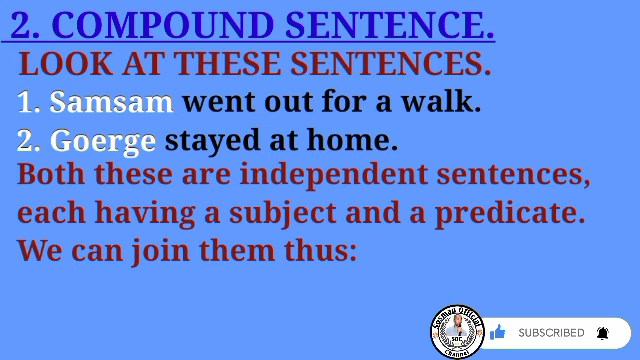 2. COMPOUND SENTENCE.
LOOK AT THESE SENTENCES.
1. Samsam went out for a walk.
2. Goerge stayed at home.
Both these are independent sentences,
each having a subject and a predicate.
We can join them thus:
SUBSCRIBED